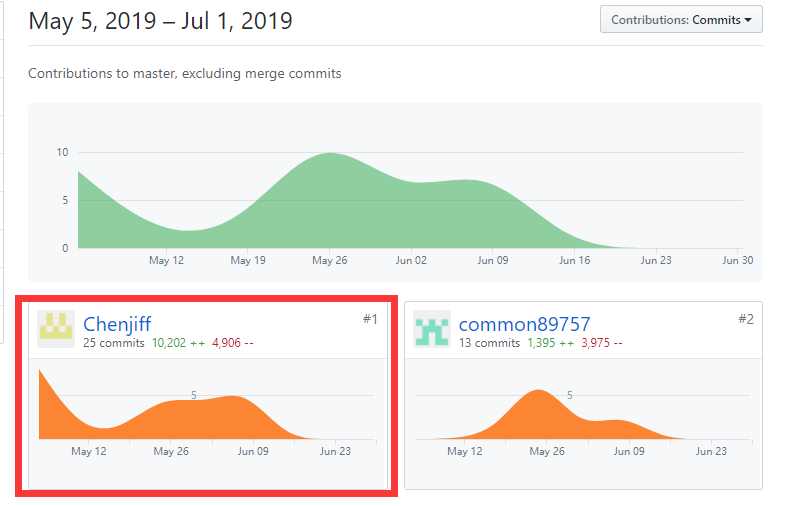 May 5, 2019 – Jul 1, 2019
Contributions: Commits
Contributions to master, excluding merge commits
10
5
0
May 12 May 19 May 26 Jun 02 Jun 09 Jun 16 Jun 23 Jun 30
Chenjiff #1
25 commits 10,202 ++ 4,906 --
5
May 12 May 26 Jun 09 Jun 23
common89757 #2
13 commits 1,395 ++ 3,975 --
5
May 12 May 26 Jun 09 Jun 23